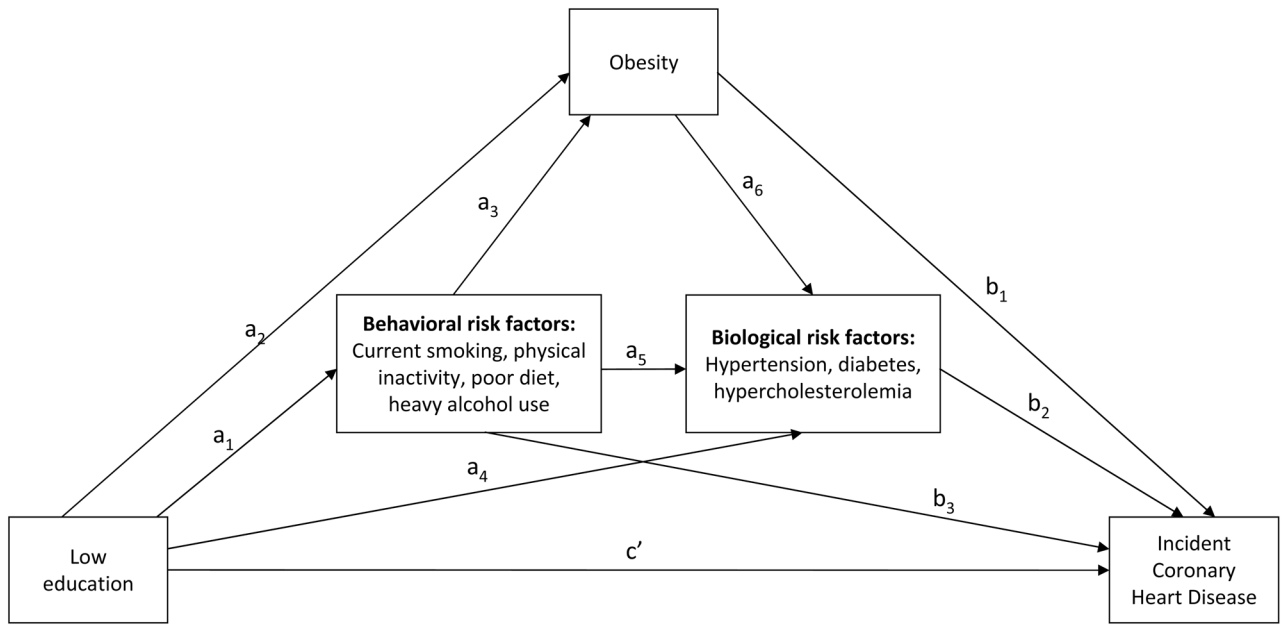 Obesity
a6
a3
b1
a2
Behavioral risk factors:
Current smoking, physical
inactivity, poor diet,
heavy alcohol use
a5
Biological risk factors:
Hypertension, diabetes,
hypercholesterolemia
b2
a1
a4
b3
Low
education
c’
Incident
Coronary
Heart Disease